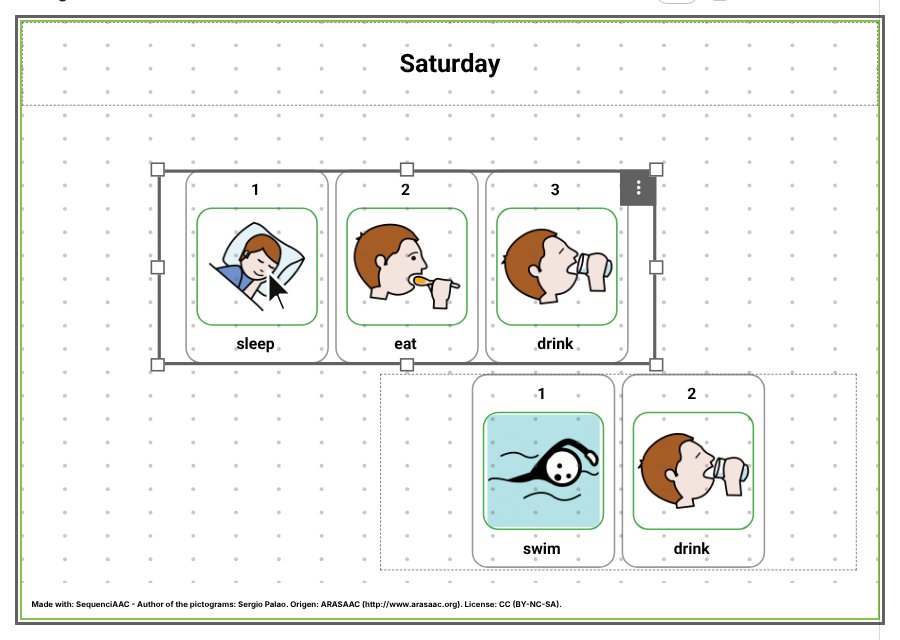 Saturday
1
2
3
sleep
eat
drink
1
2
swim
drink
Made with: SequenciAAC - Author of the pictograms: Sergio Palao. Origen: ARASAAC (http://www.arasaac.org). License: CC (BY-NC-SA).